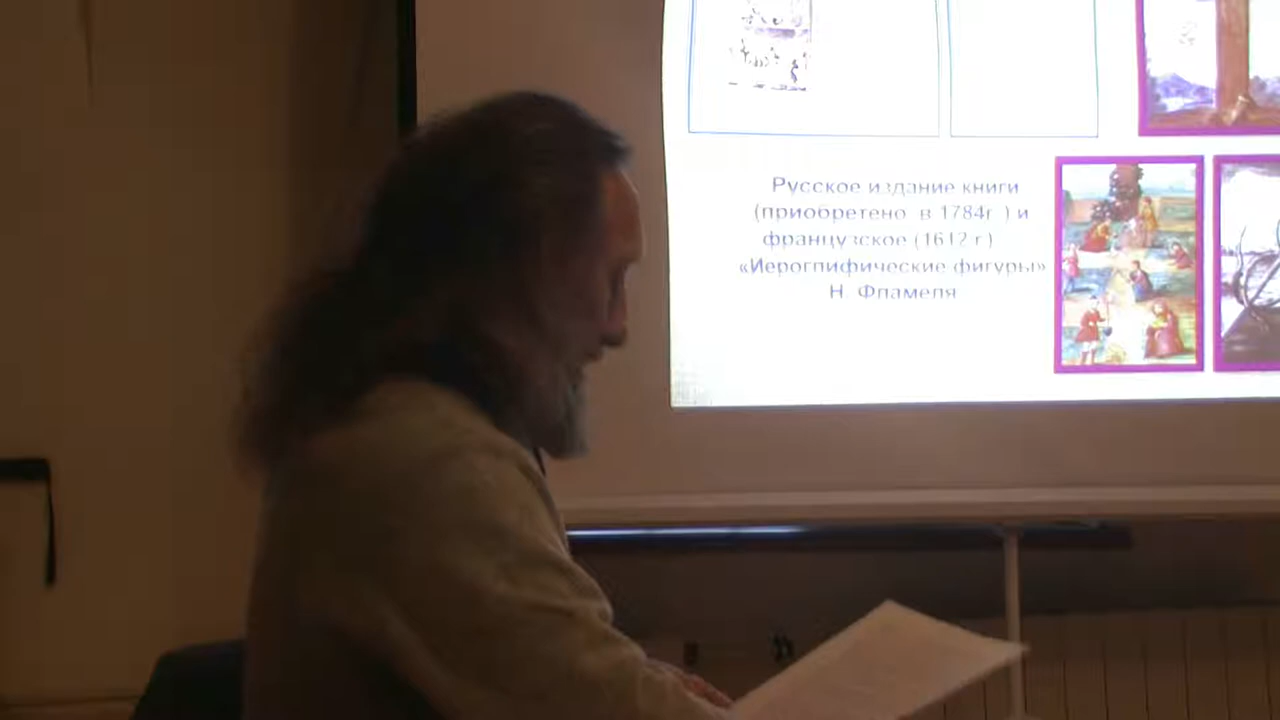 Русское издание книги
(приобретено в 1784г. ) и
французское (1612 г.)
«Иероглифические фигуры»
Н. Фламеля